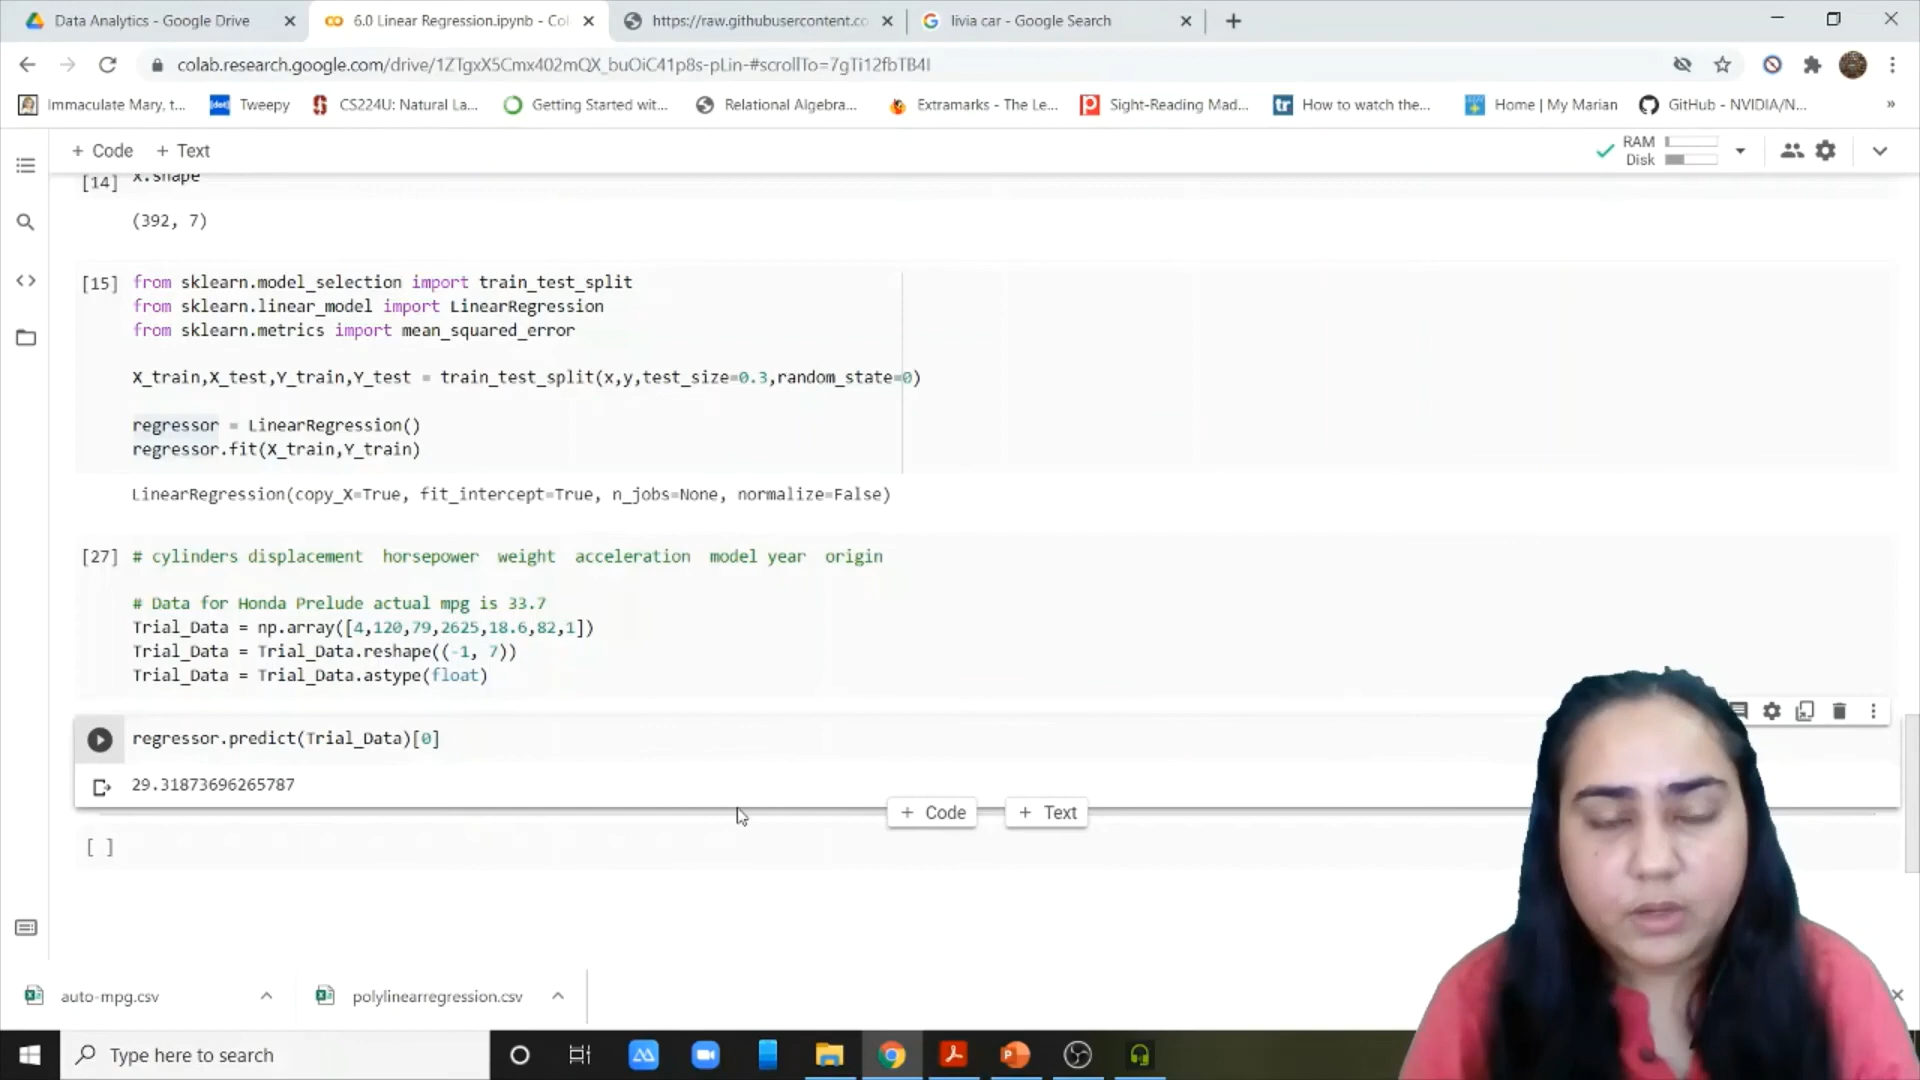 Data Analytics - Google Drive
6.0 Linear Regression.ipynb - Col
https://raw.githubusercontent.co
livia car - Google Search
colab.research.google.com/drive/1ZTgxX5Cmx402mQX_buOiC41p8s-pLin-#scrollTo=7gTi12fbTB4I
Immaculate Mary, t...
Tweepy
CS224U: Natural La...
Getting Started wit...
Relational Algebra...
Extramarks - The Le...
Sight-Reading Mad...
How to watch the...
Home | My Marian
GitHub - NVIDIA/N...
+ Code + Text
RAM
Disk
[14] x.shape
(392, 7)
[15] from sklearn.model_selection import train_test_split
from sklearn.linear_model import LinearRegression
from sklearn.metrics import mean_squared_error
X_train,X_test,Y_train,Y_test = train_test_split(x,y,test_size=0.3,random_state=0)
regressor = LinearRegression()
regressor.fit(X_train,Y_train)
LinearRegression(copy_X=True, fit_intercept=True, n_jobs=None, normalize=False)
[27] # cylinders displacement horsepower weight acceleration model year origin
# Data for Honda Prelude actual mpg is 33.7
Trial_Data = np.array([4,120,79,2625,18.6,82,1])
Trial_Data = Trial_Data.reshape((-1, 7))
Trial_Data = Trial_Data.astype(float)
regressor.predict(Trial_Data)[0]
29.31873696265787
+ Code + Text
[ ]
auto-mpg.csv
polylinearregression.csv
Type here to search